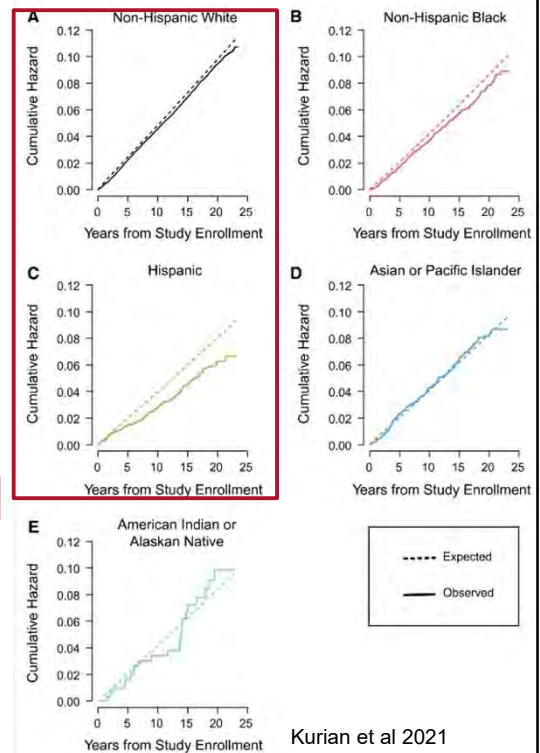 A
Non-Hispanic White
0.12
0.10
0.08
0.06
0.04
0.02
0.00
Cumulative Hazard
0 5 10 15 20 25
Years from Study Enrollment
B
Non-Hispanic Black
0.12
0.10
0.08
0.06
0.04
0.02
0.00
Cumulative Hazard
0 5 10 15 20 25
Years from Study Enrollment
C
Hispanic
0.12
0.10
0.08
0.06
0.04
0.02
0.00
Cumulative Hazard
0 5 10 15 20 25
Years from Study Enrollment
D
Asian or Pacific Islander
0.12
0.10
0.08
0.06
0.04
0.02
0.00
Cumulative Hazard
0 5 10 15 20 25
Years from Study Enrollment
E
American Indian or
Alaskan Native
0.12
0.10
0.08
0.06
0.04
0.02
0.00
Cumulative Hazard
0 5 10 15 20 25
Years from Study Enrollment
Expected
Observed
Kurian et al 2021